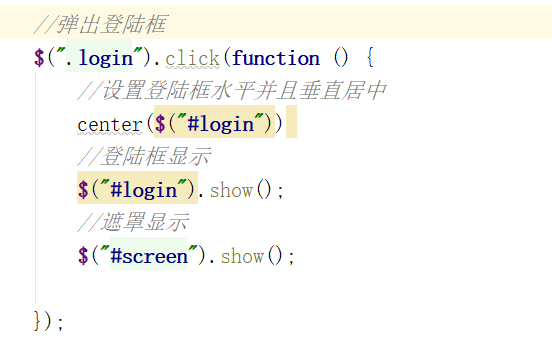 //弹出登陆框
$(".login").click(function () {
//设置登陆框水平并且垂直居中
center($("#login"))
//登陆框显示
$("#login").show();
//遮罩显示
$("#screen").show();
});